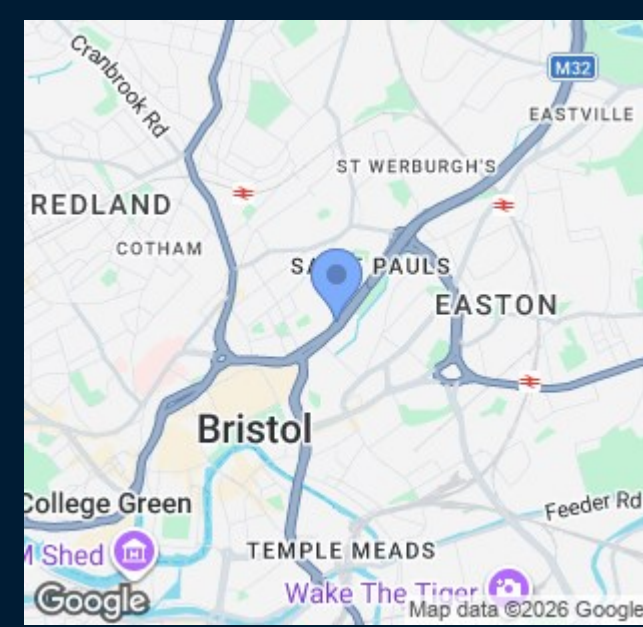 Cranbrook Rd
M32
EASTVILLE
ST WERBURGH'S
REDLAND
COTHAM
PAULS
EASTON
Bristol
College Green
Feeder Rd
M Shed
TEMPLE MEADS
Wake The Tiger
Google
Map data ©2026 Google